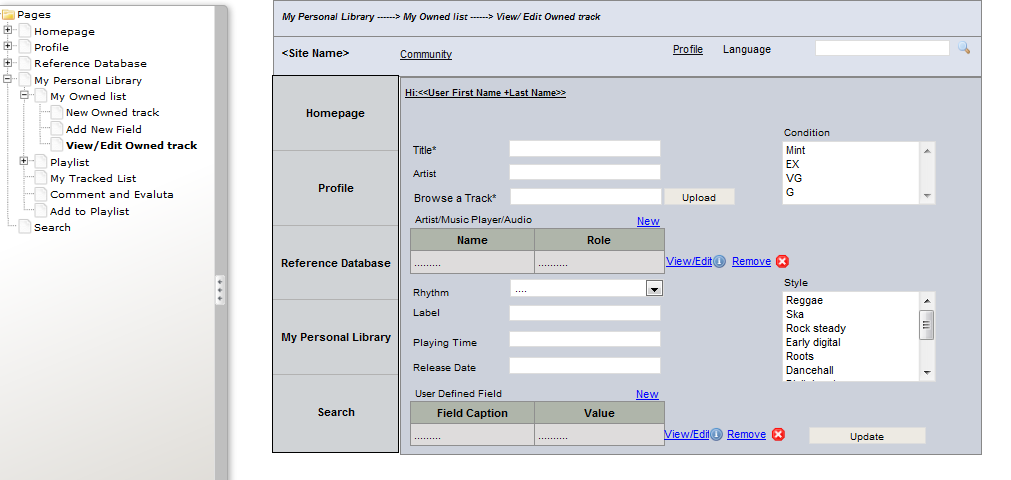 Pages
Homepage
Profile
Reference Database
My Personal Library
My Owned list
New Owned track
Add New Field
View/Edit Owned track
Playlist
My Tracked List
Comment and Evaluta
Add to Playlist
Search
My Personal Library ------> My Owned list ------> View/ Edit Owned track
<Site Name> Community Profile Language
Homepage
Profile
Reference Database
My Personal Library
Search
Hi:<<User First Name +Last Name>>
Title*
Artist
Browse a Track* Upload
Artist/Music Player/Audio New
Name Role
......... ..........
View/Edit Remove
Rhythm ....
Label
Playing Time
Release Date
User Defined Field New
Field Caption Value
......... ..........
View/Edit Remove
Condition
Mint
EX
VG
G
Style
Reggae
Ska
Rock steady
Early digital
Roots
Dancehall
Update